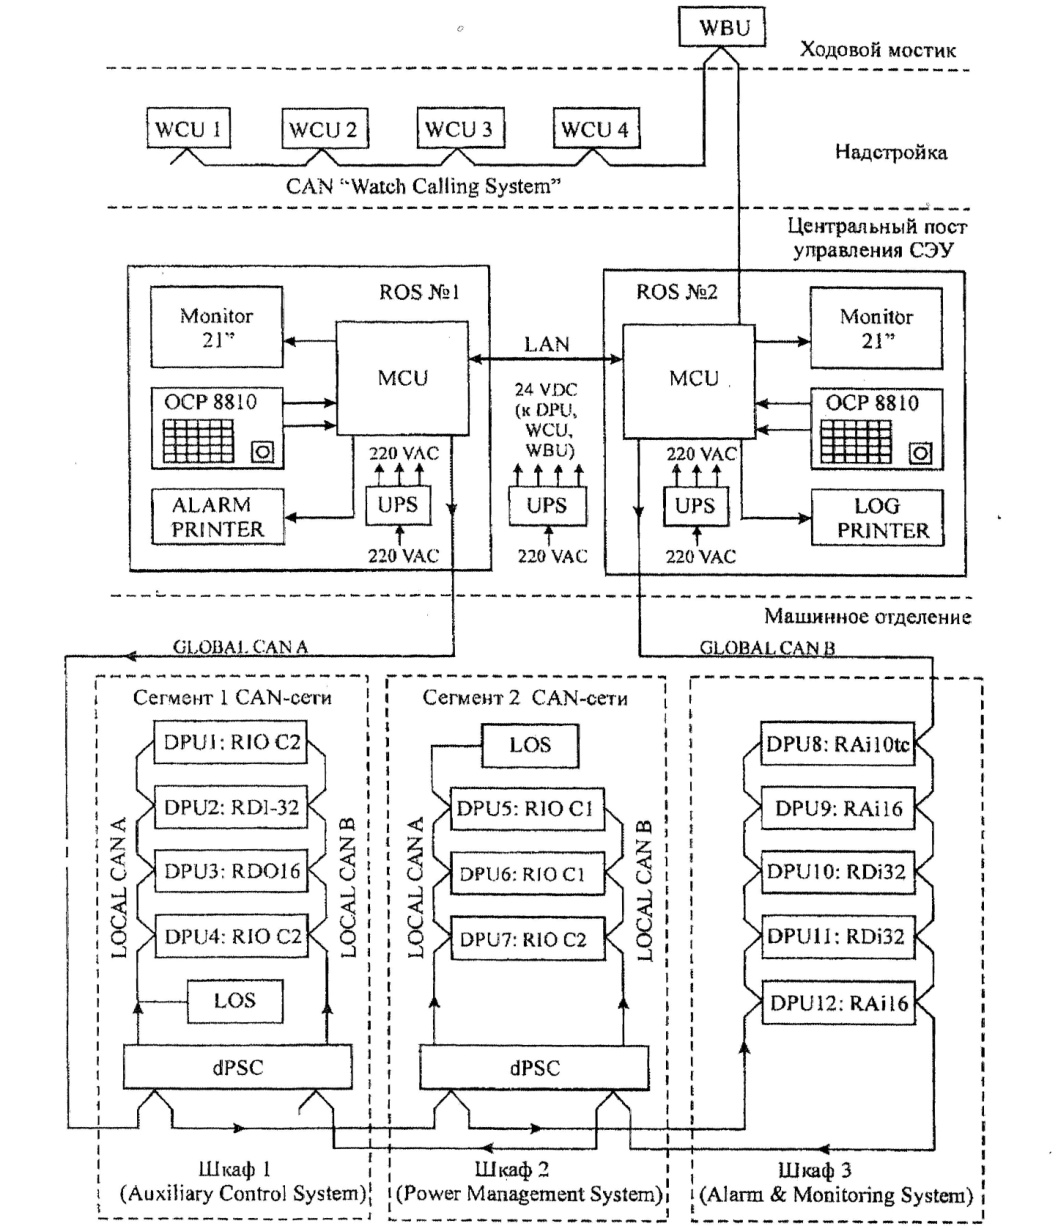 WBU
Ходовой мостик
WCU 1
WCU 2
WCU 3
WCU 4
Надстройка
CAN “Watch Calling System”
Центральный пост
управления СЭУ
ROS №1
Monitor
21”
MCU
OCP 8810
220 VAC
ALARM
PRINTER
UPS
220 VAC
LAN
24 VDC
(к DPU,
WCU,
WBU)
UPS
220 VAC
ROS №2
MCU
Monitor
21”
OCP 8810
220 VAC
UPS
220 VAC
LOG
PRINTER
Машинное отделение
GLOBAL CAN A
GLOBAL CAN B
Сегмент 1 CAN-сети
DPU1: RIO C2
DPU2: RDI-32
DPU3: RDO16
DPU4: RIO C2
LOCAL CAN A
LOCAL CAN B
LOS
dPSC
Шкаф 1
(Auxiliary Control System)
Сегмент 2 CAN-сети
LOS
DPU5: RIO C1
DPU6: RIO C1
DPU7: RIO C2
LOCAL CAN A
LOCAL CAN B
dPSC
Шкаф 2
(Power Management System)
DPU8: RAi10tc
DPU9: RAi16
DPU10: RDi32
DPU11: RDi32
DPU12: RAi16
Шкаф 3
(Alarm & Monitoring System)